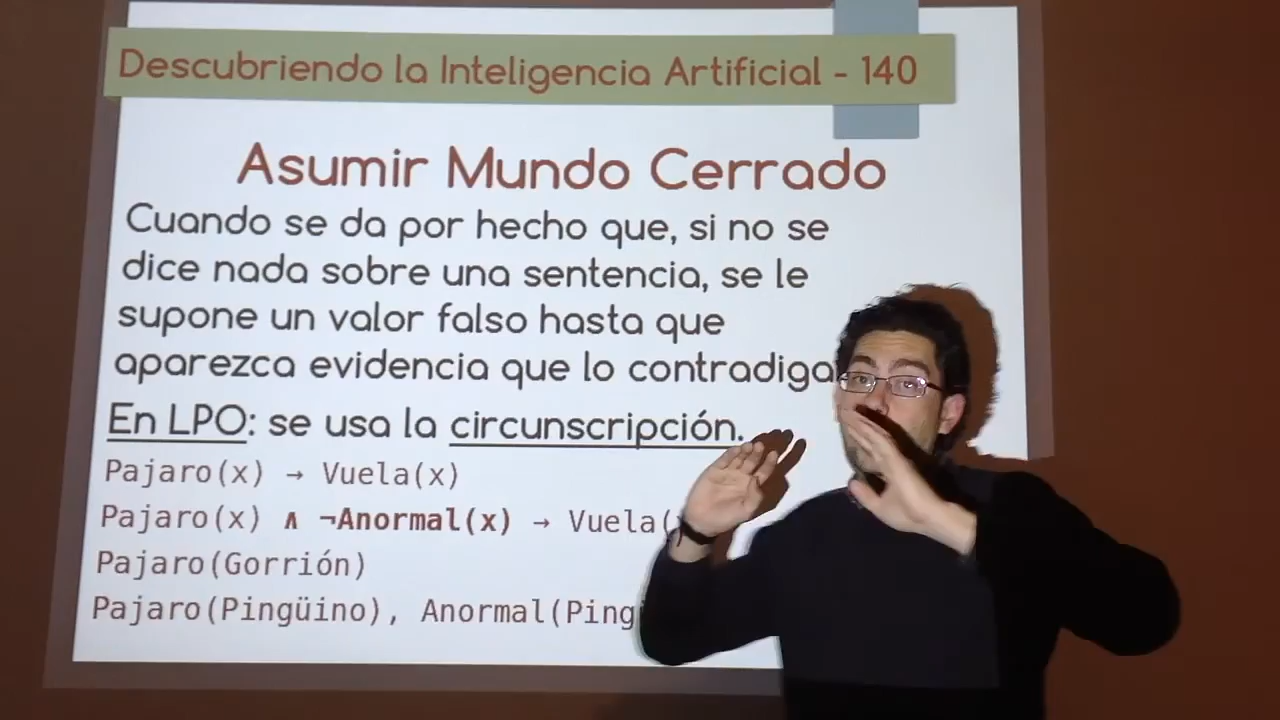 Descubriendo la Inteligencia Artificial - 140
Asumir Mundo Cerrado
Cuando se da por hecho que, si no se
dice nada sobre una sentencia, se le
supone un valor falso hasta que
aparezca evidencia que lo contradiga
En LPO: se usa la circunscripción.
Pajaro(x) → Vuela(x)
Pajaro(x) ∧ ¬Anormal(x) → Vuela(
Pajaro(Gorrión)
Pajaro(Pingüino), Anormal(Ping